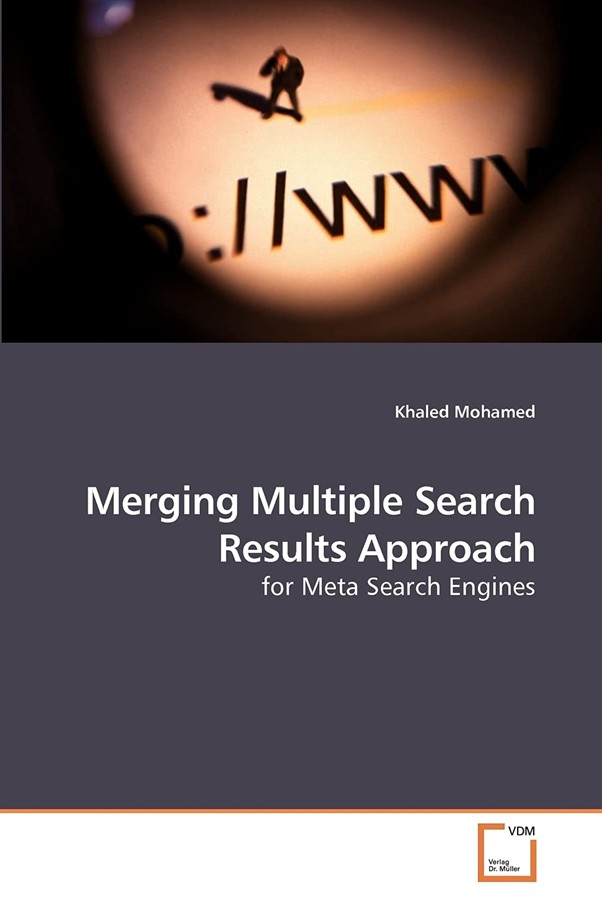 ://www
Khaled Mohamed
Merging Multiple Search
Results Approach
for Meta Search Engines
VDM
Verlag
Dr. Müller